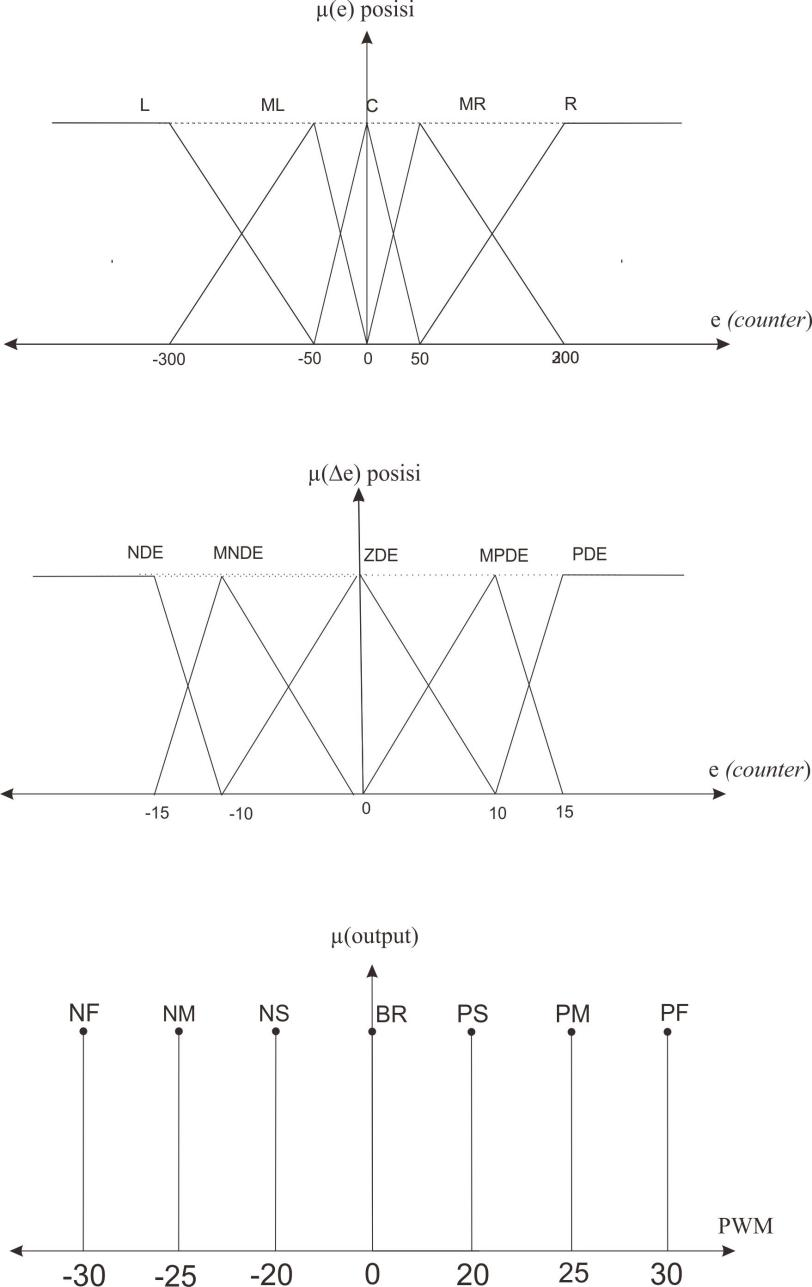 µ(e) posisi
L ML C MR R
e (counter)
-300 -50 0 50
µ(Δe) posisi
NDE MNDE ZDE MPDE PDE
e (counter)
-15 -10 0 10 15
µ(output)
NF NM NS BR PS PM PF
PWM
-30 -25 -20 0 20 25 30